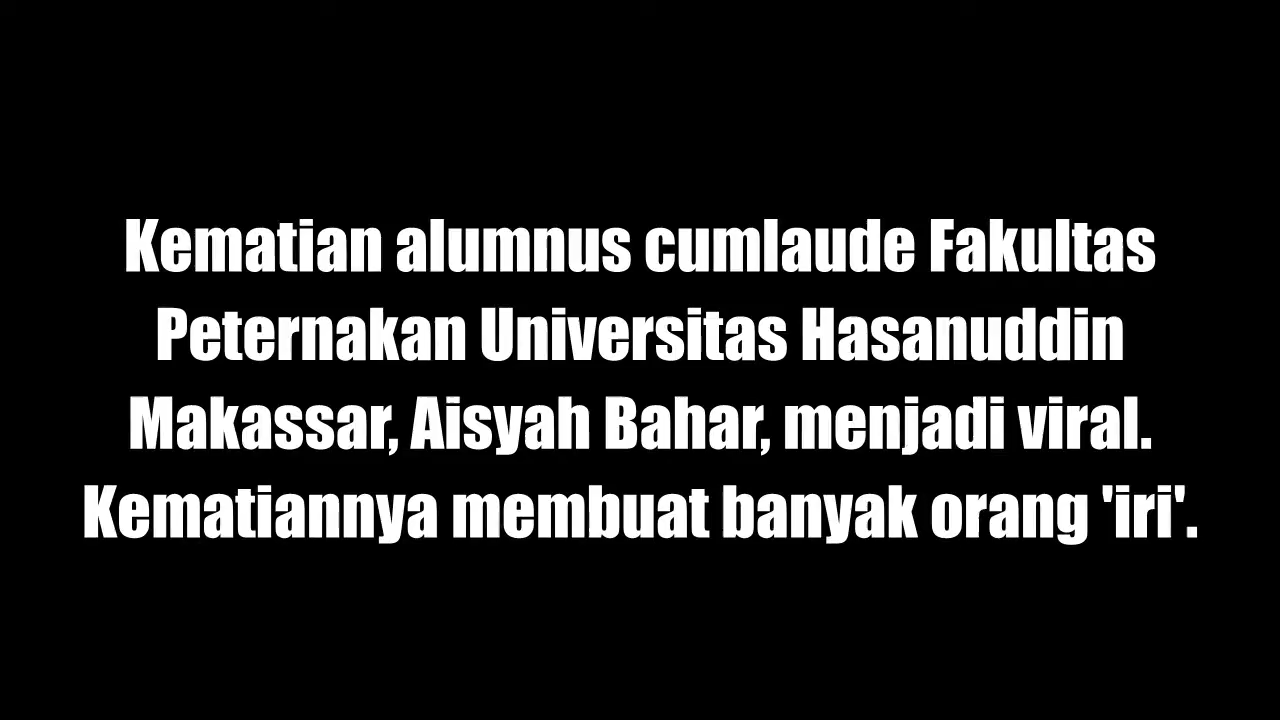 Kematian alumnus cumlaude Fakultas
Peternakan Universitas Hasanuddin
Makassar, Aisyah Bahar, menjadi viral.
Kematiannya membuat banyak orang 'iri'.